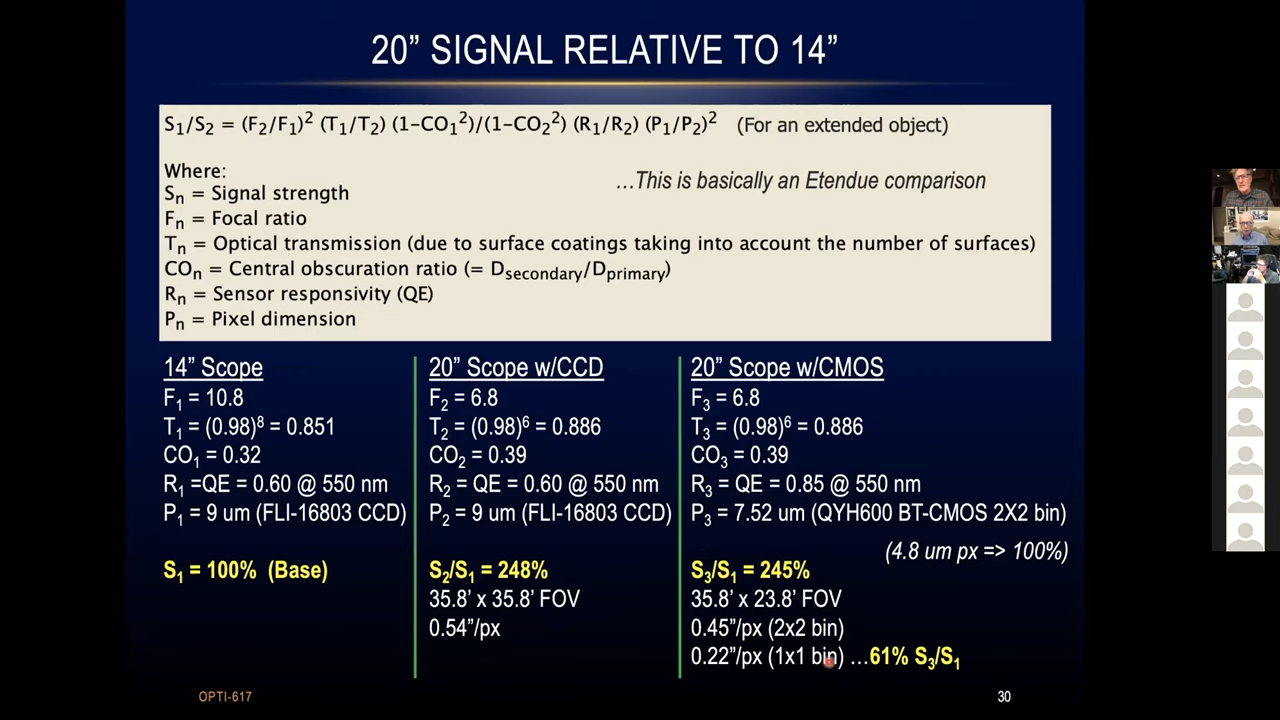 20” SIGNAL RELATIVE TO 14”
S₁/S₂ = (F₂/F₁)² (T₁/T₂) (1–CO₁²)/(1–CO₂²) (R₁/R₂) (P₁/P₂)² (For an extended object)
Where:
…This is basically an Etendue comparison
Sₙ = Signal strength
Fₙ = Focal ratio
Tₙ = Optical transmission (due to surface coatings taking into account the number of surfaces)
COₙ = Central obscuration ratio (= Dsecondary/Dprimary)
Rₙ = Sensor responsivity (QE)
Pₙ = Pixel dimension
14” Scope
F₁ = 10.8
T₁ = (0.98)⁸ = 0.851
CO₁ = 0.32
R₁ =QE = 0.60 @ 550 nm
P₁ = 9 um (FLI-16803 CCD)
S₁ = 100% (Base)
20” Scope w/CCD
F₂ = 6.8
T₂ = (0.98)⁶ = 0.886
CO₂ = 0.39
R₂ = QE = 0.60 @ 550 nm
P₂ = 9 um (FLI-16803 CCD)
S₂/S₁ = 248%
35.8’ x 35.8’ FOV
0.54”/px
20” Scope w/CMOS
F₃ = 6.8
T₃ = (0.98)⁶ = 0.886
CO₃ = 0.39
R₃ = QE = 0.85 @ 550 nm
P₃ = 7.52 um (QYH600 BT-CMOS 2X2 bin)
(4.8 um px => 100%)
S₃/S₁ = 245%
35.8’ x 23.8’ FOV
0.45”/px (2x2 bin)
0.22”/px (1x1 bin) …61% S₃/S₁
OPTI-617
30